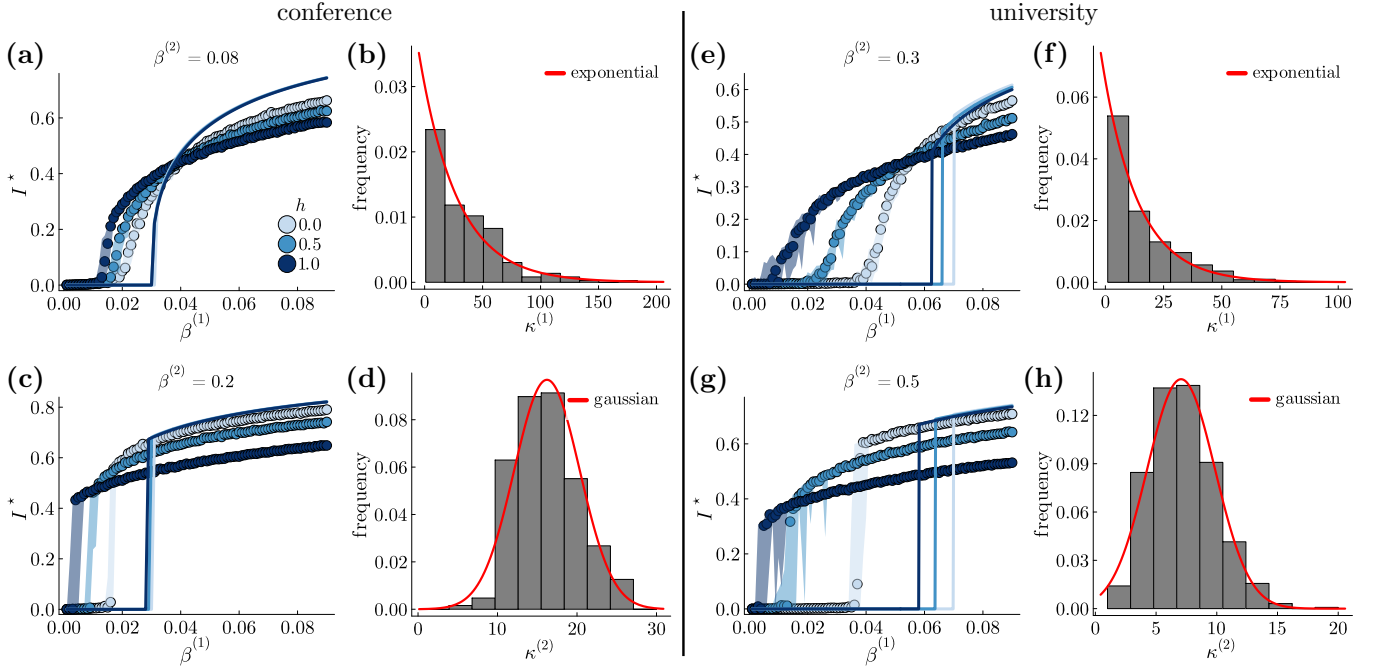 conference
university
(a)
β⁽²⁾ = 0.08
I⋆
0.6
0.4
0.2
0.0
0.00 0.02 0.04 0.06 0.08
β⁽¹⁾
h
0.0
0.5
1.0
(b)
exponential
frequency
0.03
0.02
0.01
0.00
0 50 100 150 200
κ⁽¹⁾
(c)
β⁽²⁾ = 0.2
I⋆
0.8
0.6
0.4
0.2
0.0
0.00 0.02 0.04 0.06 0.08
β⁽¹⁾
(d)
gaussian
frequency
0.08
0.06
0.04
0.02
0.00
0 10 20 30
κ⁽²⁾
(e)
β⁽²⁾ = 0.3
I⋆
0.6
0.5
0.4
0.3
0.2
0.1
0.0
0.00 0.02 0.04 0.06 0.08
β⁽¹⁾
(f)
exponential
frequency
0.06
0.04
0.02
0.00
0 25 50 75 100
κ⁽¹⁾
(g)
β⁽²⁾ = 0.5
I⋆
0.6
0.4
0.2
0.0
0.00 0.02 0.04 0.06 0.08
β⁽¹⁾
(h)
gaussian
frequency
0.12
0.09
0.06
0.03
0.00
0 5 10 15 20
κ⁽²⁾